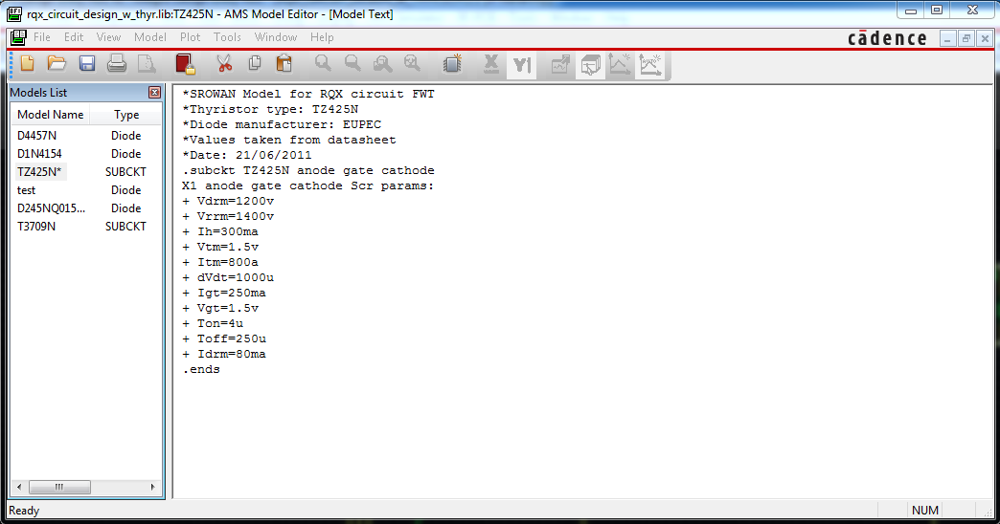 rqx_circuit_design_w_thyr.lib:TZ425N - AMS Model Editor - [Model Text]
File Edit View Model Plot Tools Window Help
cādence
Models List
Model Name Type
D4457N Diode
D1N4154 Diode
TZ425N* SUBCKT
test Diode
D245NQ015... Diode
T3709N SUBCKT
*SROWAN Model for RQX circuit FWT
*Thyristor type: TZ425N
*Diode manufacturer: EUPEC
*Values taken from datasheet
*Date: 21/06/2011
.subckt TZ425N anode gate cathode
X1 anode gate cathode Scr params:
+ Vdrm=1200v
+ Vrrm=1400v
+ Ih=300ma
+ Vtm=1.5v
+ Itm=800a
+ dVdt=1000u
+ Igt=250ma
+ Vgt=1.5v
+ Ton=4u
+ Toff=250u
+ Idrm=80ma
.ends
Ready
NUM